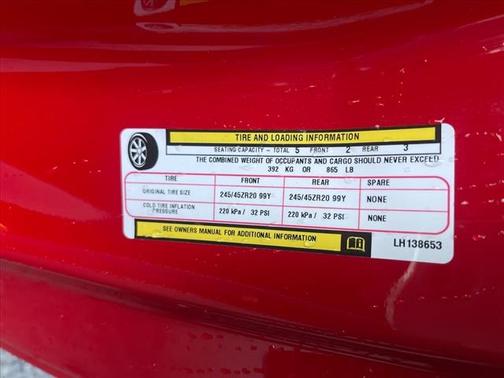 TIRE AND LOADING INFORMATION
SEATING CAPACITY - TOTAL 5 FRONT 2 REAR 3
THE COMBINED WEIGHT OF OCCUPANTS AND CARGO SHOULD NEVER EXCEED
392 KG OR 865 LB
TIRE FRONT REAR SPARE
ORIGINAL TIRE SIZE 245/45ZR20 99Y 245/45ZR20 99Y NONE
COLD TIRE INFLATION PRESSURE 220 kPa / 32 PSI 220 kPa / 32 PSI NONE
SEE OWNERS MANUAL FOR ADDITIONAL INFORMATION
LH138653